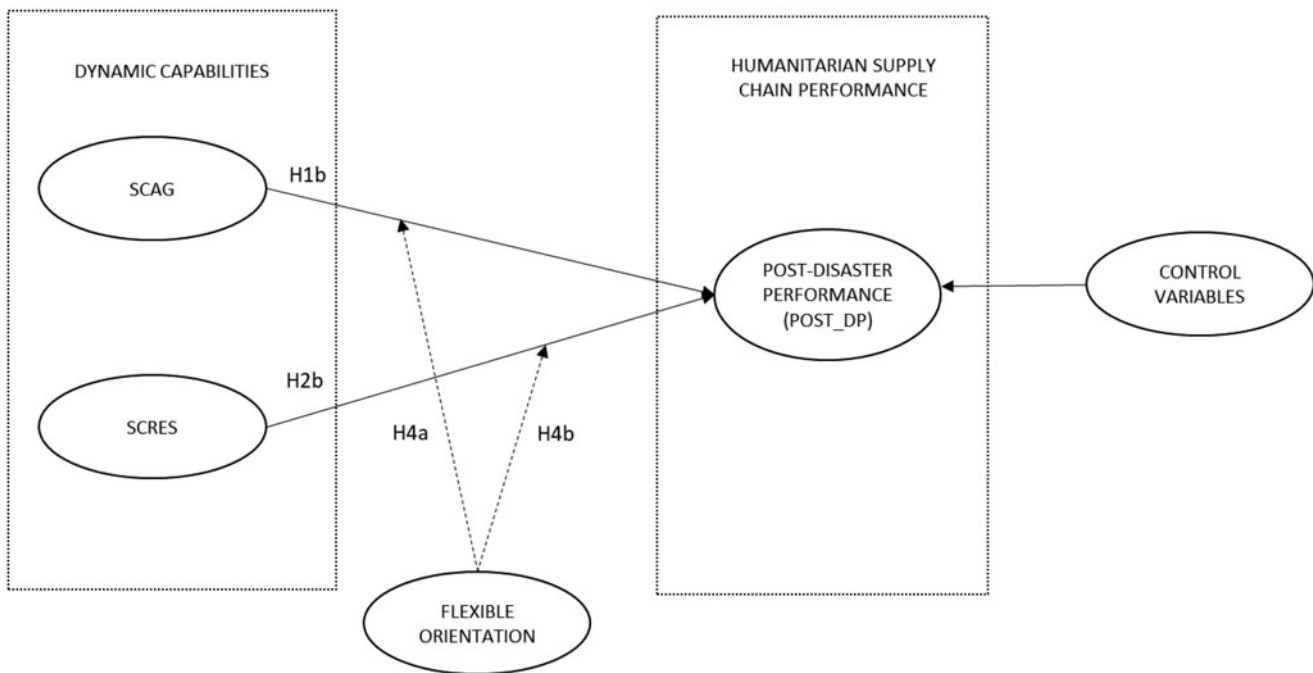 DYNAMIC CAPABILITIES
HUMANITARIAN SUPPLY
CHAIN PERFORMANCE
SCAG
H1b
POST-DISASTER
PERFORMANCE
(POST_DP)
CONTROL
VARIABLES
SCRES
H2b
H4a
H4b
FLEXIBLE
ORIENTATION